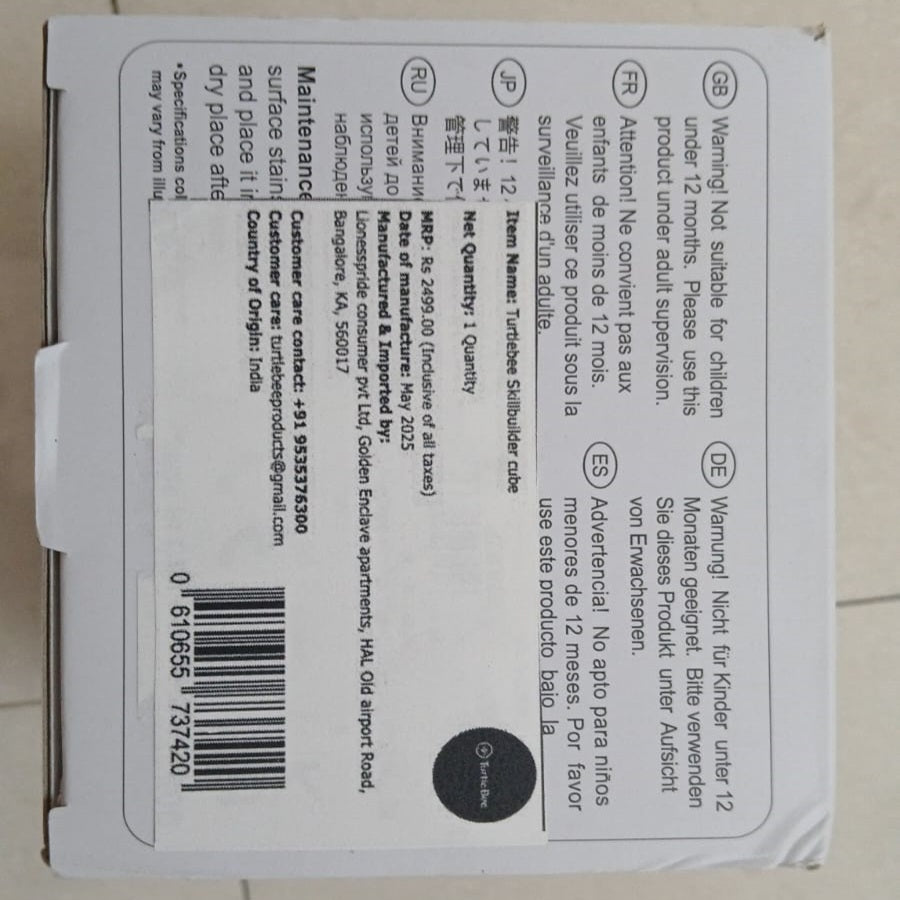 GB
Warning! Not suitable for children
under 12 months. Please use this
product under adult supervision.
FR
Attention! Ne convient pas aux
enfants de moins de 12 mois.
Veuillez utiliser ce produit sous la
surveillance d'un adulte.
JP
警告! 12
していま
管理下で
RU
Внимани
детей до
использу
наблюде
Maintenance
surface stain
and place it i
dry place afte
*Specifications col
may vary from illu
DE
Warnung! Nicht für Kinder unter 12
Monaten geeignet. Bitte verwenden
Sie dieses Produkt unter Aufsicht
von Erwachsenen.
ES
Advertencia! No apto para niños
menores de 12 meses. Por favor
use este producto bajo la
Item Name: Turtlebee Skillbuilder cube
Net Quantity: 1 Quantity
MRP: Rs 2499.00 (Inclusive of all taxes)
Date of manufacture: May 2025
Manufactured & Imported by:
Lionesspride consumer pvt Ltd, Golden Enclave apartments, HAL Old airport Road,
Bangalore, KA, 560017
Customer care contact: +91 9535376300
Customer care: turtlebeeproducts@gmail.com
Country of Origin: India
Turtle Bee
0 610655 737420